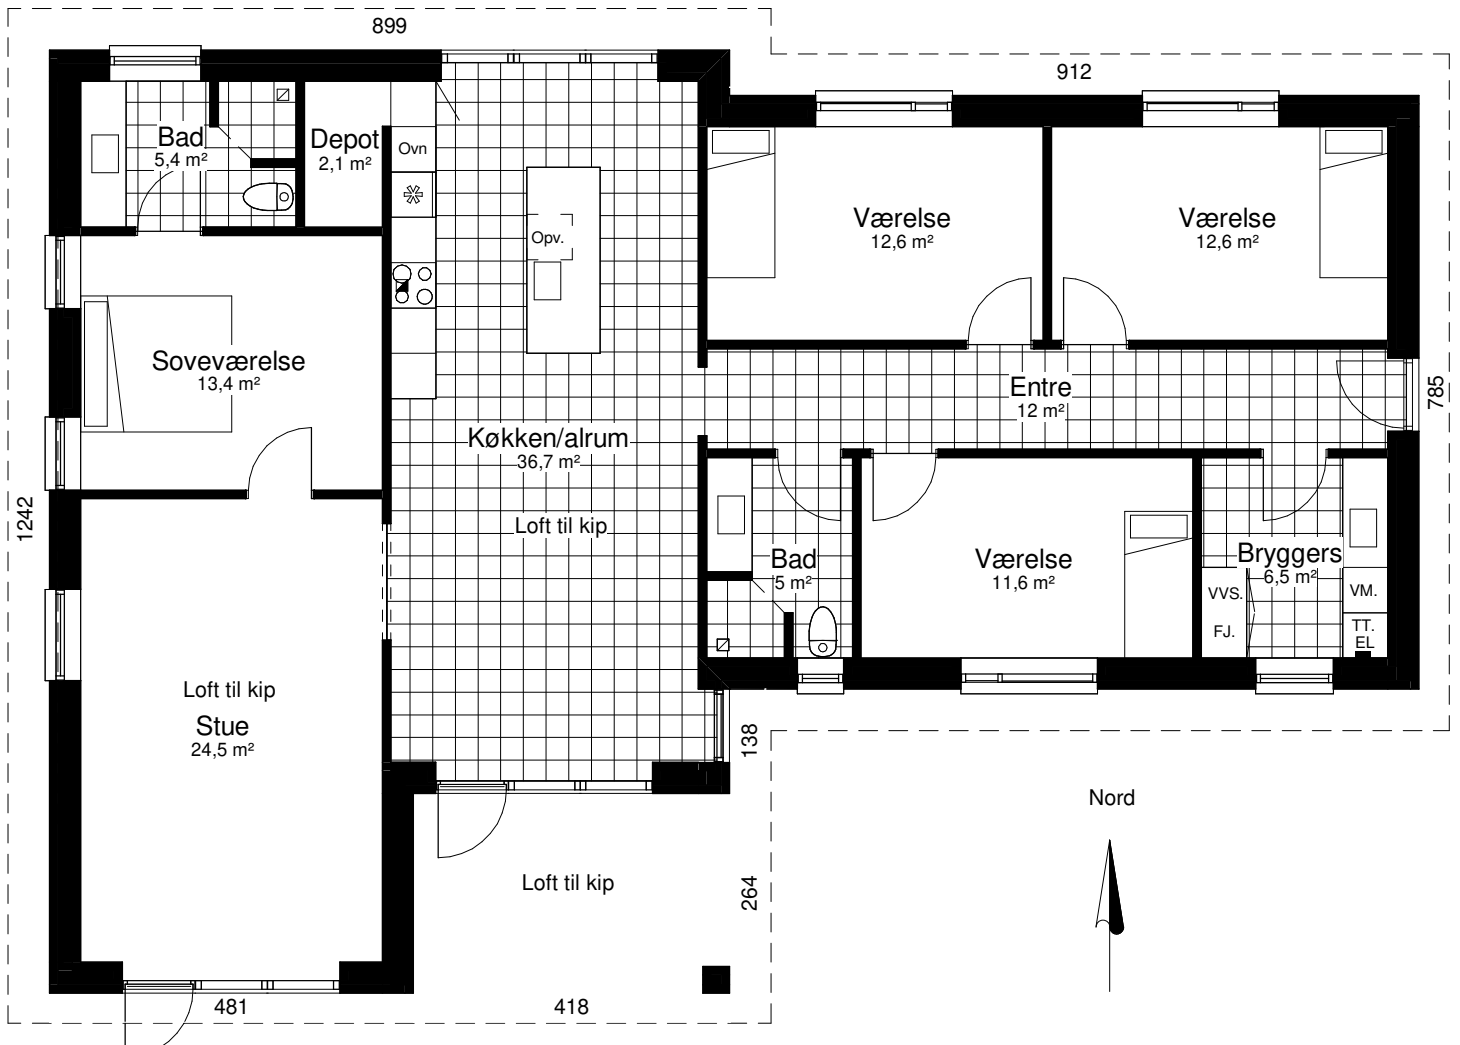 899
912
Bad
5,4 m²
Depot
2,1 m²
Ovn
Opv.
Værelse
12,6 m²
Værelse
12,6 m²
Soveværelse
13,4 m²
Entre
12 m²
785
Køkken/alrum
36,7 m²
Loft til kip
1242
Bad
5 m²
Værelse
11,6 m²
Bryggers
6,5 m²
VVS.
FJ.
VM.
TT.
EL
Loft til kip
Stue
24,5 m²
138
Nord
Loft til kip
264
481
418